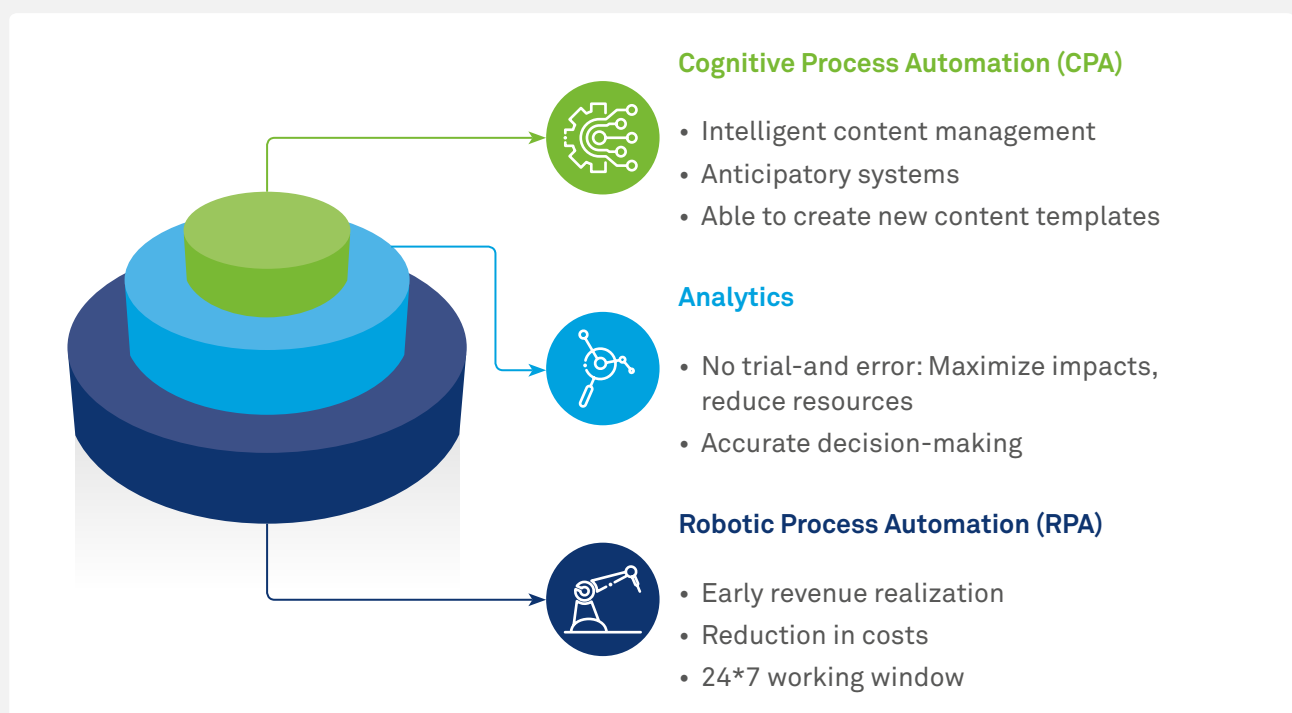 Cognitive Process Automation (CPA)
• Intelligent content management
• Anticipatory systems
• Able to create new content templates
Analytics
• No trial-and error: Maximize impacts,
reduce resources
• Accurate decision-making
Robotic Process Automation (RPA)
• Early revenue realization
• Reduction in costs
• 24*7 working window